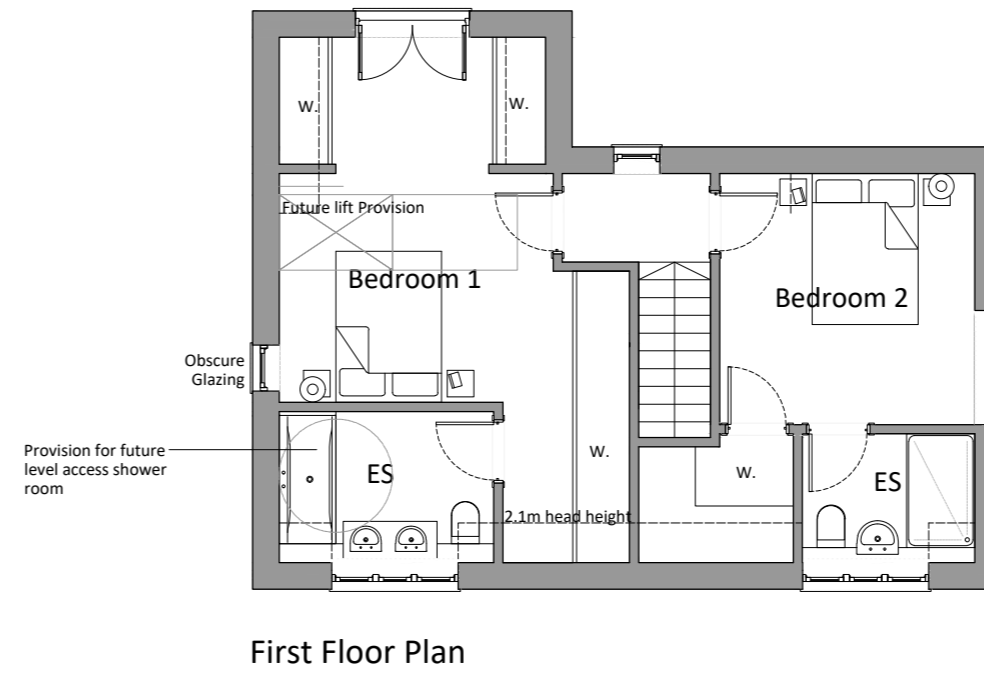 W.
W.
Future lift Provision
Bedroom 1
Bedroom 2
Obscure
Glazing
Provision for future
level access shower
room
ES
W.
W.
ES
2.1m head height
First Floor Plan